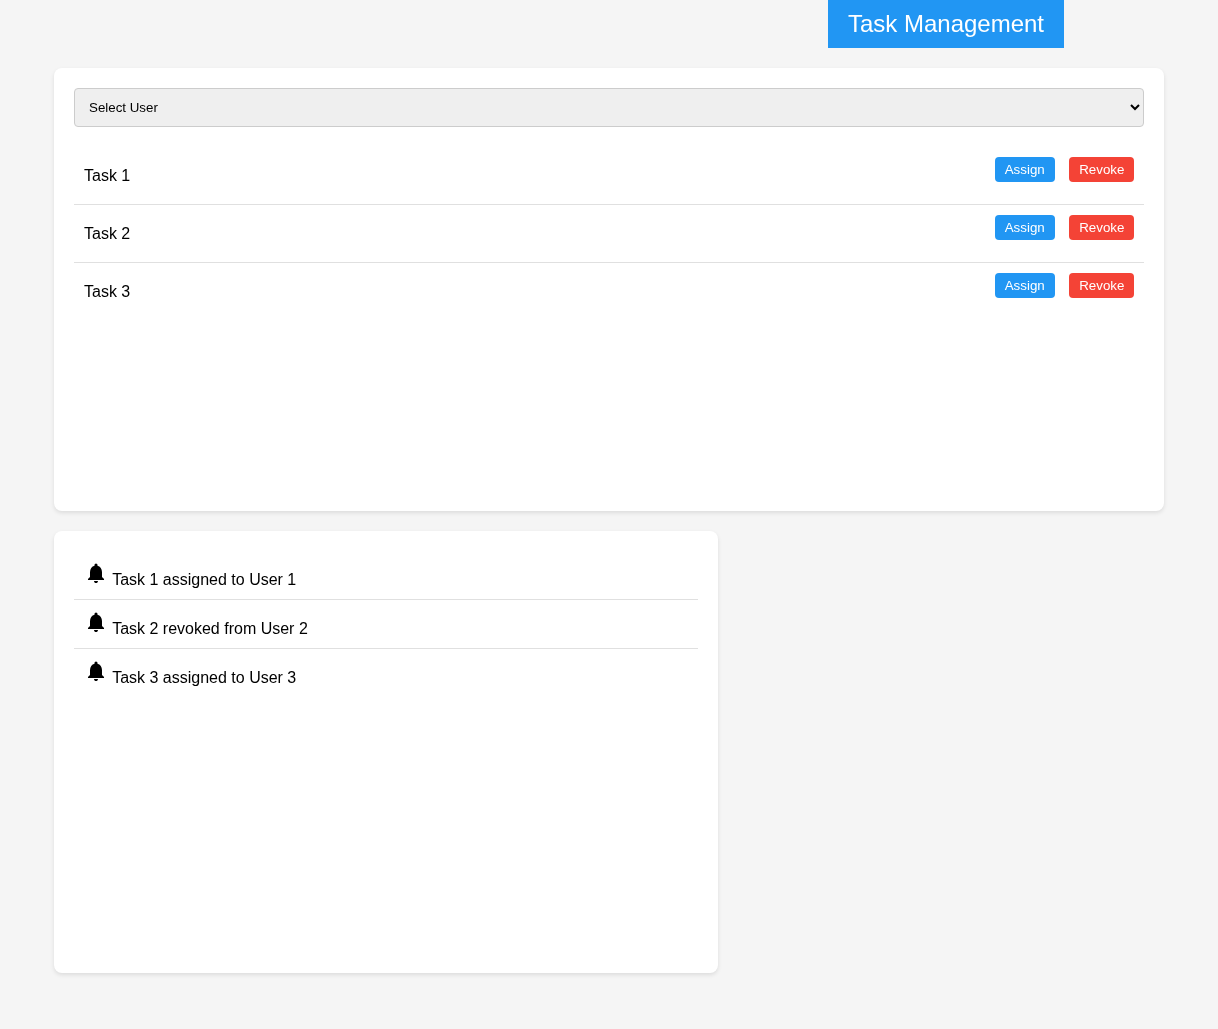 Task Management
Select User
Task 1 Assign Revoke
Task 2 Assign Revoke
Task 3 Assign Revoke
Task 1 assigned to User 1
Task 2 revoked from User 2
Task 3 assigned to User 3